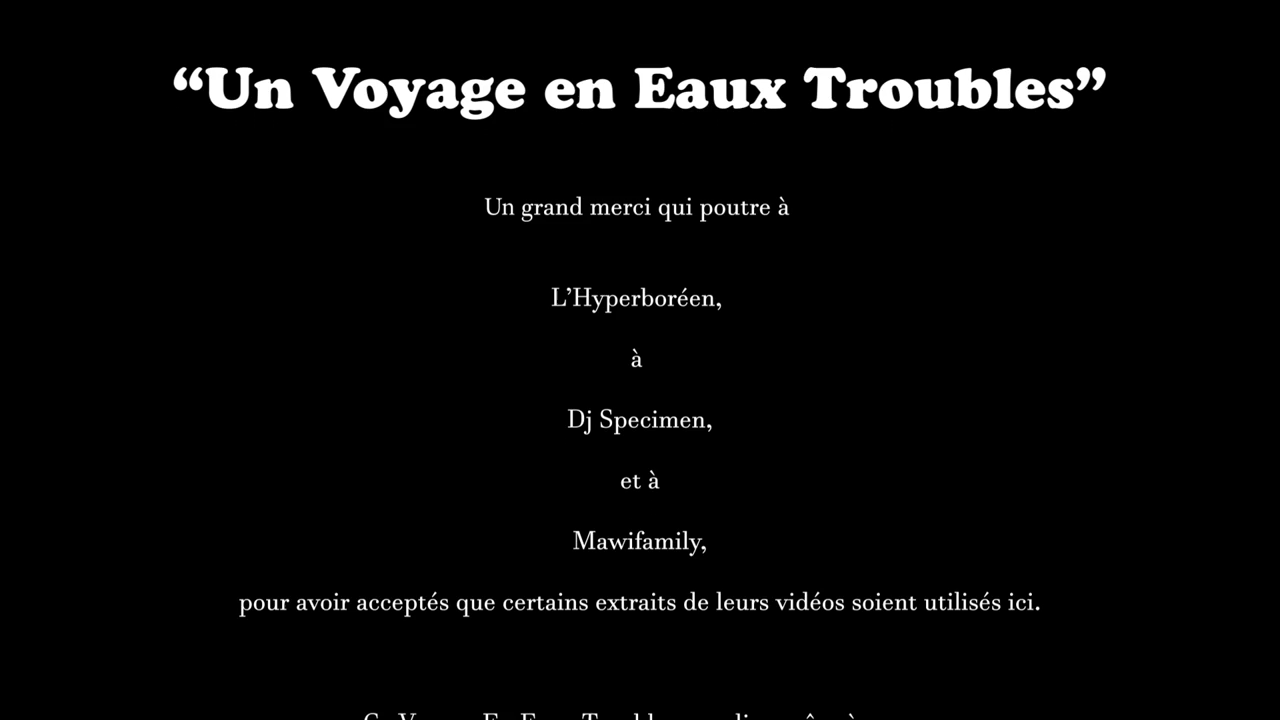 “Un Voyage en Eaux Troubles”
Un grand merci qui poutre à
L’Hyperboréen,
à
Dj Specimen,
et à
Mawifamily,
pour avoir acceptés que certains extraits de leurs vidéos soient utilisés ici.